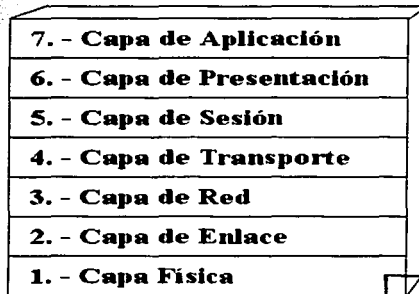 7. - Capa de Aplicación
6. - Capa de Presentación
5. - Capa de Sesión
4. - Capa de Transporte
3. - Capa de Red
2. - Capa de Enlace
1. - Capa Física